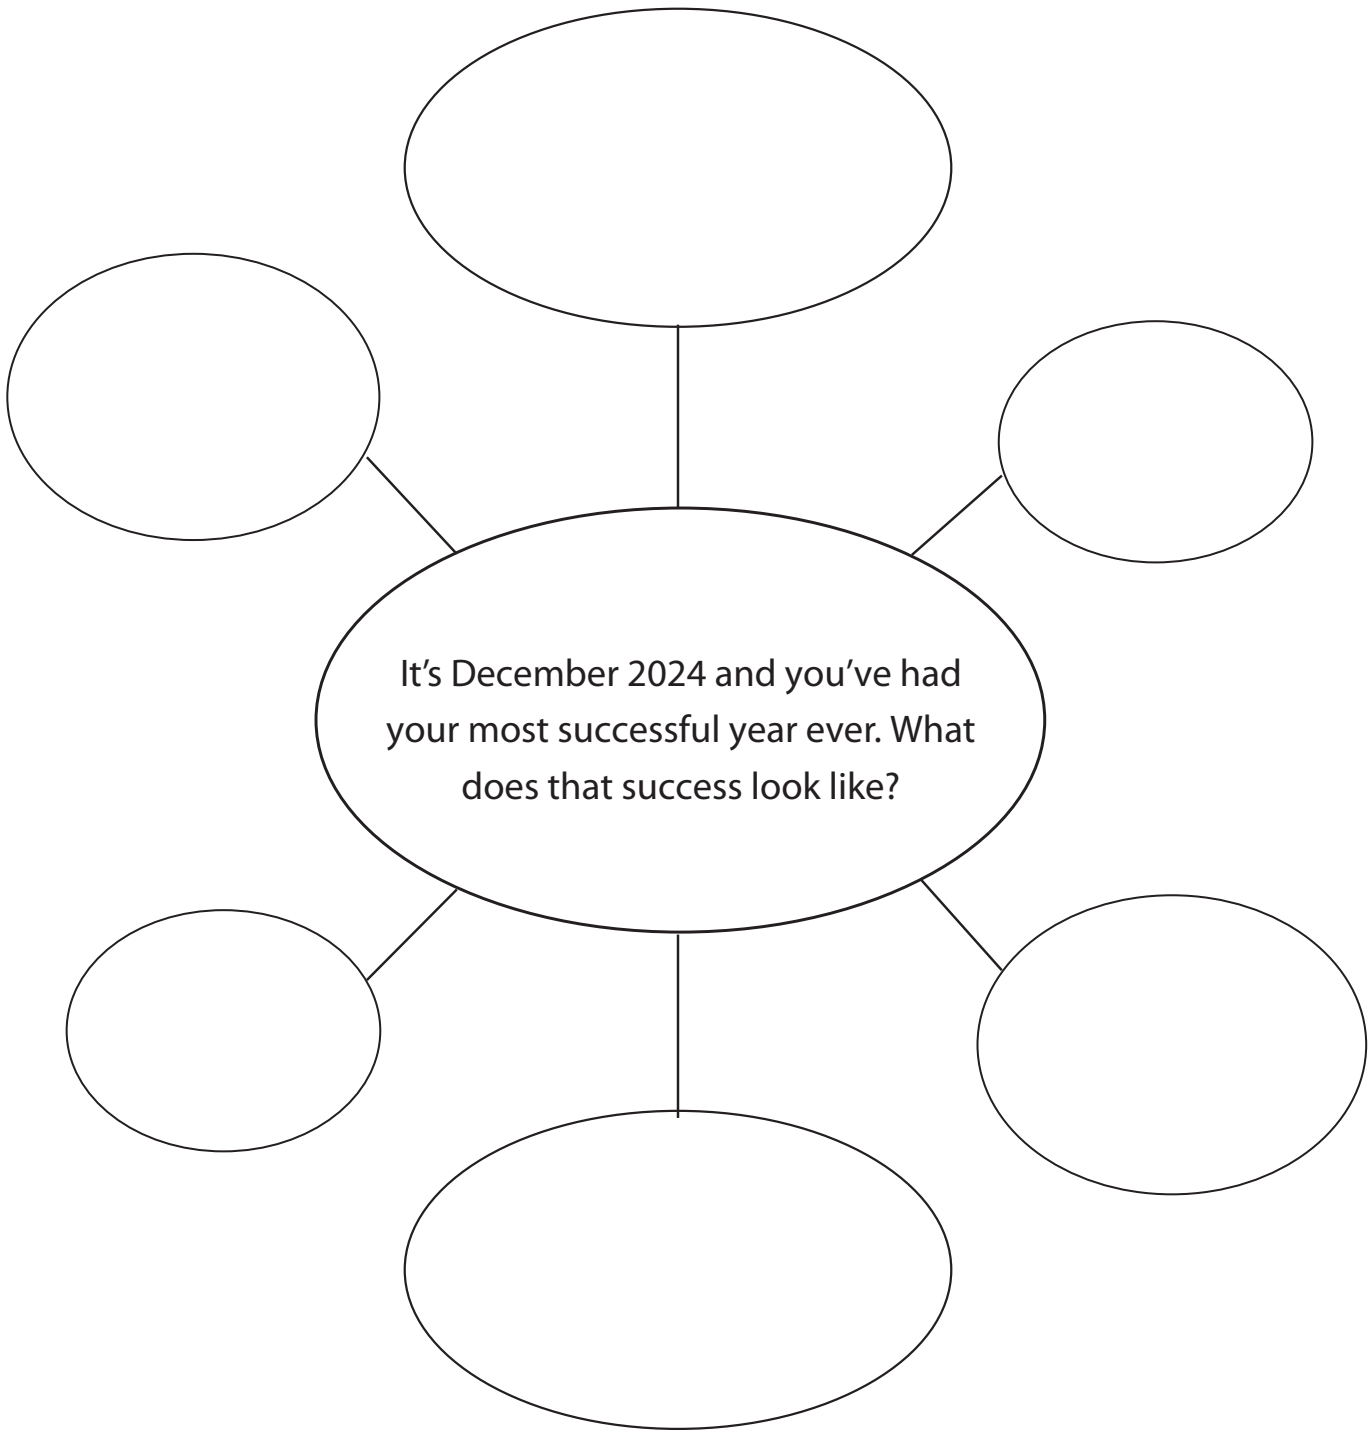 It’s December 2024 and you’ve had
your most successful year ever. What
does that success look like?